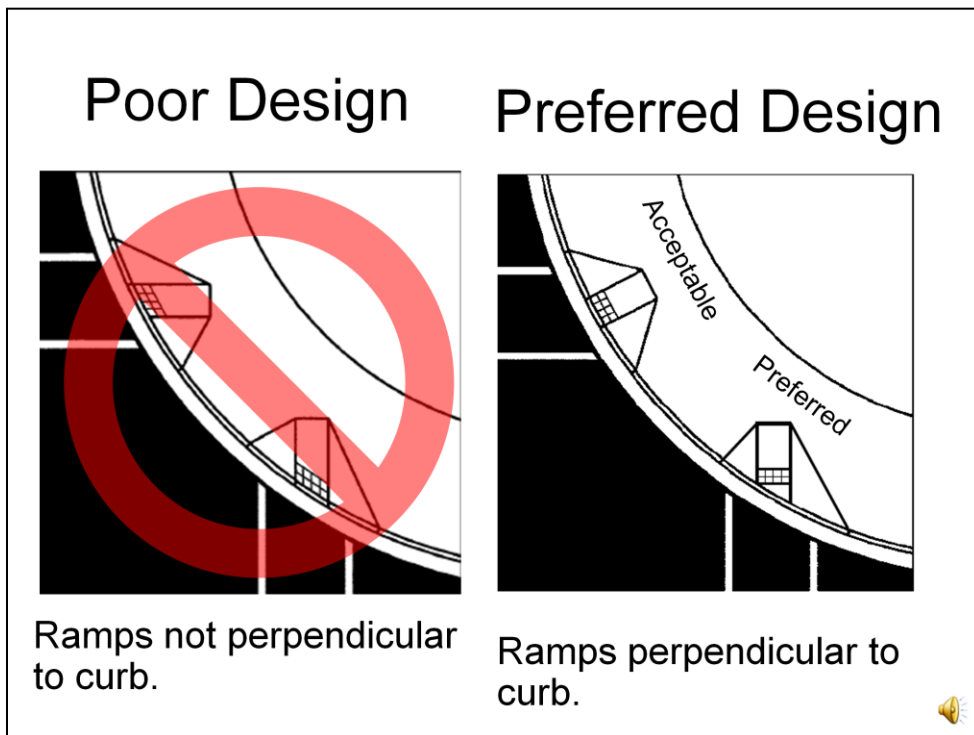 Poor Design
Preferred Design
Acceptable
Preferred
Ramps not perpendicular
to curb.
Ramps perpendicular to
curb.